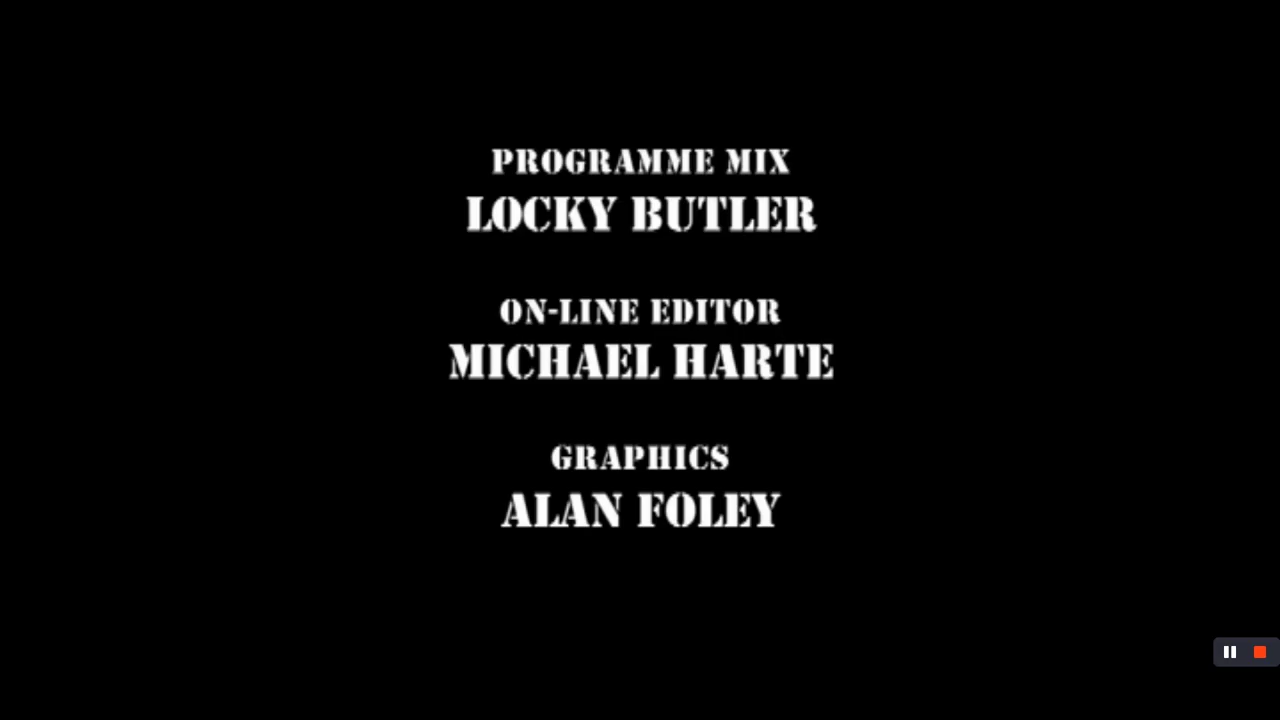 PROGRAMME MIX
LOCKY BUTLER
ON-LINE EDITOR
MICHAEL HARTE
GRAPHICS
ALAN FOLEY